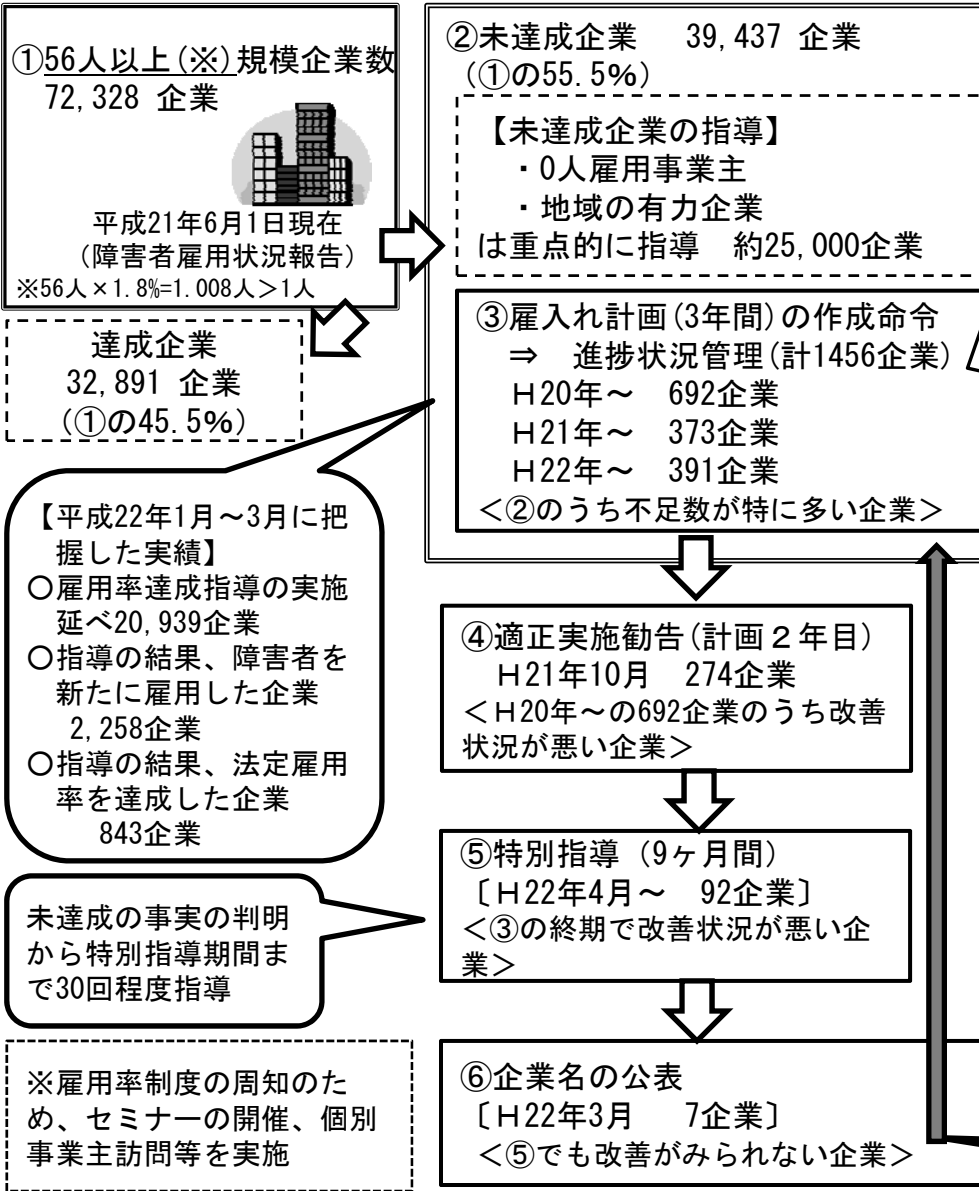 ①56人以上(※)規模企業数
72,328 企業
平成21年6月1日現在
(障害者雇用状況報告)
※56人×1.8%=1.008人＞1人
達成企業
32,891 企業
(①の45.5%)
②未達成企業　39,437 企業
(①の55.5%)
【未達成企業の指導】
・0人雇用事業主
・地域の有力企業
は重点的に指導　約25,000企業
③雇入れ計画(3年間)の作成命令
⇒　進捗状況管理(計1456企業)
Ｈ20年～　692企業
Ｈ21年～　373企業
Ｈ22年～　391企業
＜②のうち不足数が特に多い企業＞
【平成22年1月～3月に把
握した実績】
○雇用率達成指導の実施
延べ20,939企業
○指導の結果、障害者を
新たに雇用した企業
2,258企業
○指導の結果、法定雇用
率を達成した企業
843企業
④適正実施勧告(計画２年目)
Ｈ21年10月　274企業
＜Ｈ20年～の692企業のうち改善
状況が悪い企業＞
⑤特別指導（9ヶ月間）
〔Ｈ22年4月～　92企業〕
＜③の終期で改善状況が悪い企
業＞
未達成の事実の判明
から特別指導期間ま
で30回程度指導
⑥企業名の公表
〔Ｈ22年3月　7企業〕
＜⑤でも改善がみられない企業＞
※雇用率制度の周知のた
め、セミナーの開催、個別
事業主訪問等を実施